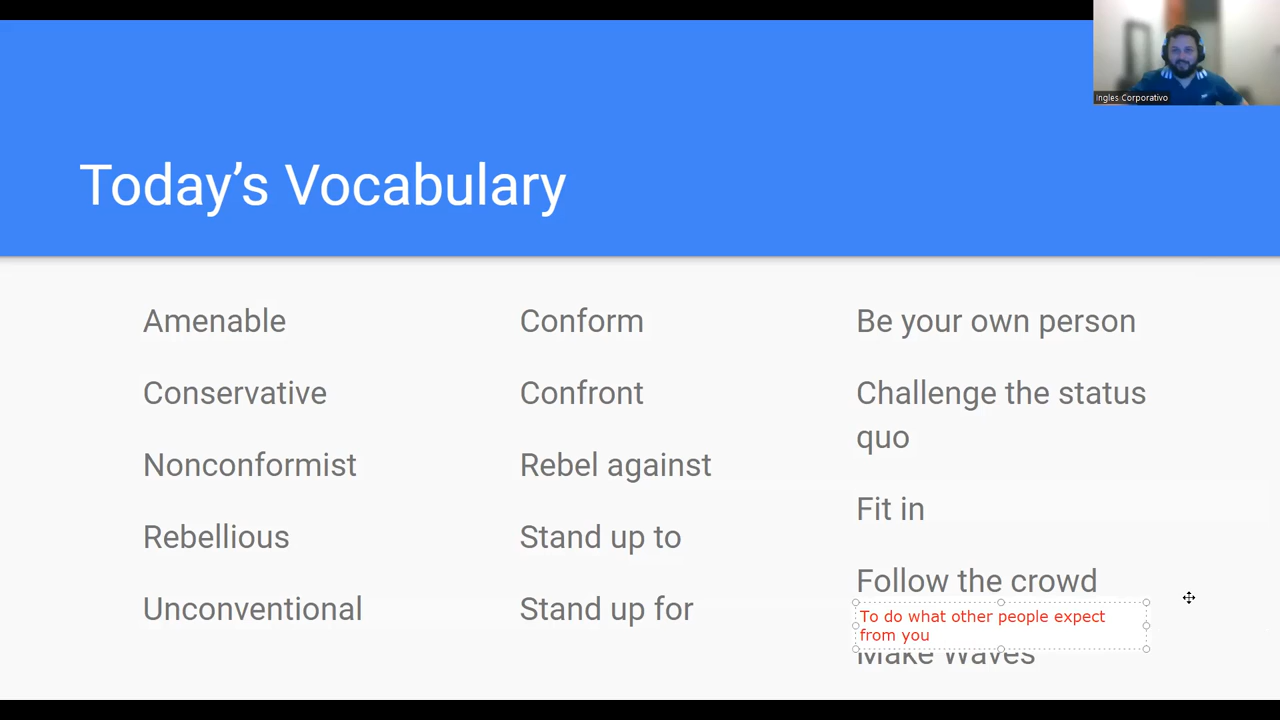 Ingles Corporativo
Today’s Vocabulary
Amenable
Conservative
Nonconformist
Rebellious
Unconventional
Conform
Confront
Rebel against
Stand up to
Stand up for
Be your own person
Challenge the status
quo
Fit in
Follow the crowd
To do what other people expect
from you
Make Waves